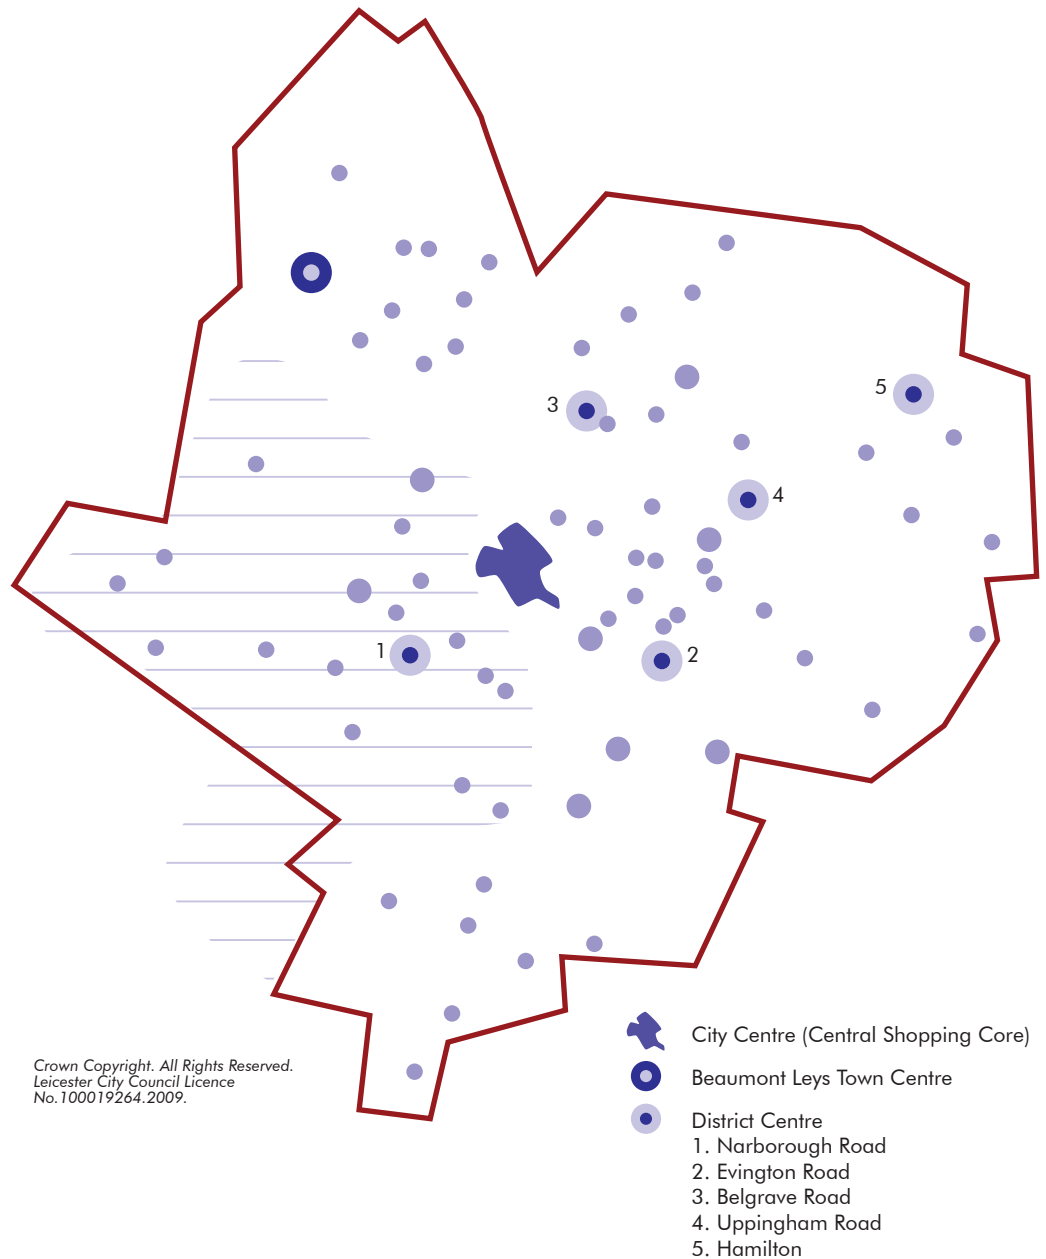 3
5
4
1
2
City Centre (Central Shopping Core)
Beaumont Leys Town Centre
Crown Copyright. All Rights Reserved.
Leicester City Council Licence
No.100019264.2009.
District Centre
1. Narborough Road
2. Evington Road
3. Belgrave Road
4. Uppingham Road
5. Hamilton